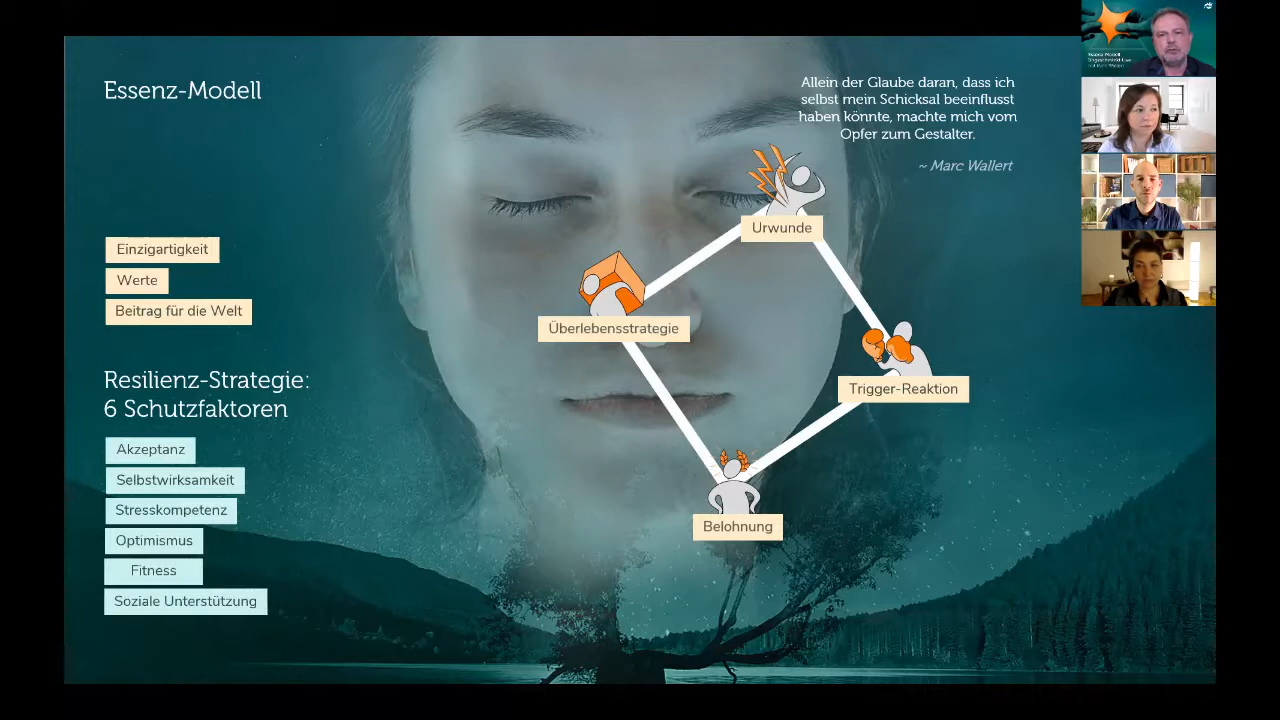 Essenz-Modell
Allein der Glaube daran, dass ich
selbst mein Schicksal beeinflusst
haben könnte, machte mich vom
Opfer zum Gestalter.
~ Marc Wallert
Urwunde
Einzigartigkeit
Werte
Beitrag für die Welt
Überlebensstrategie
Resilienz-Strategie:
6 Schutzfaktoren
Trigger-Reaktion
Akzeptanz
Selbstwirksamkeit
Stresskompetenz
Optimismus
Fitness
Soziale Unterstützung
Belohnung
Essenz-Modell